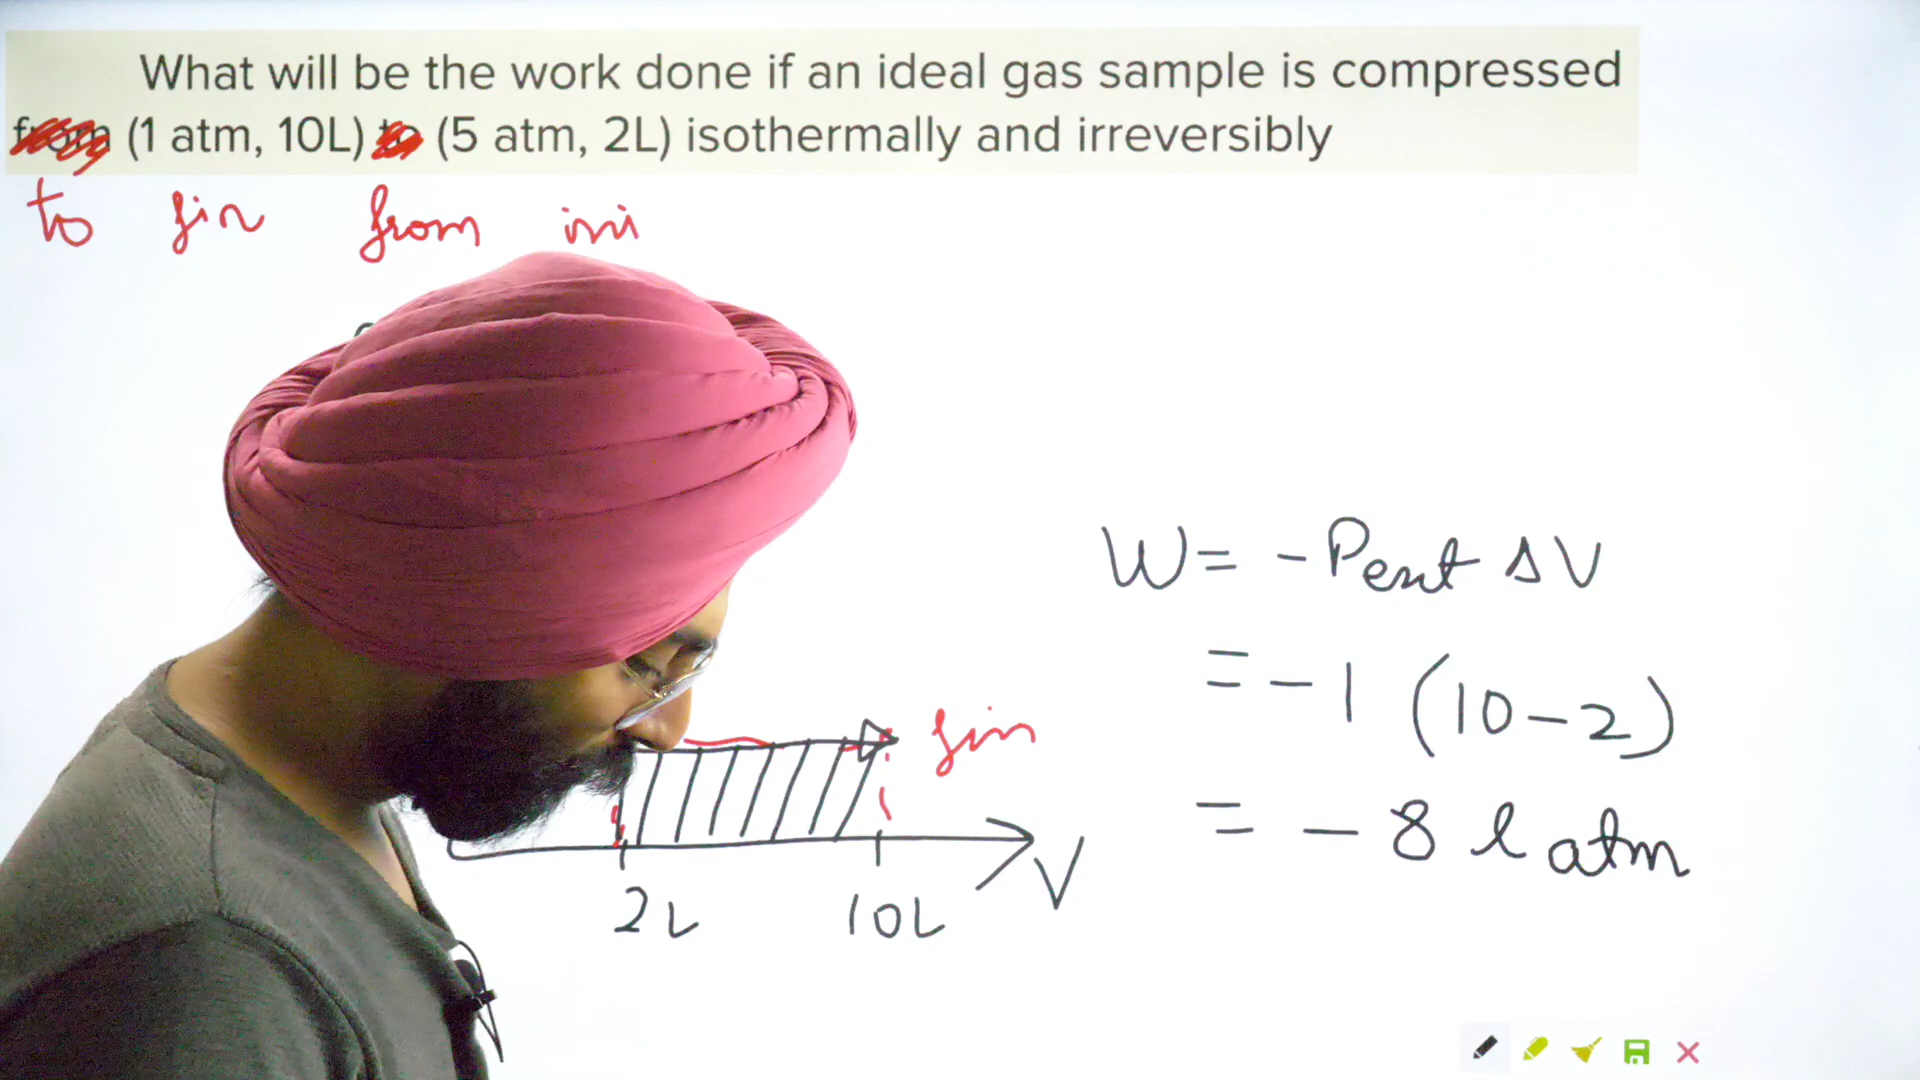 What will be the work done if an ideal gas sample is compressed
from (1 atm, 10L) to (5 atm, 2L) isothermally and irreversibly
to fin from ini
W = - Pext ΔV
= - 1 (10 - 2)
= - 8 l atm
fin
V
2L 10L